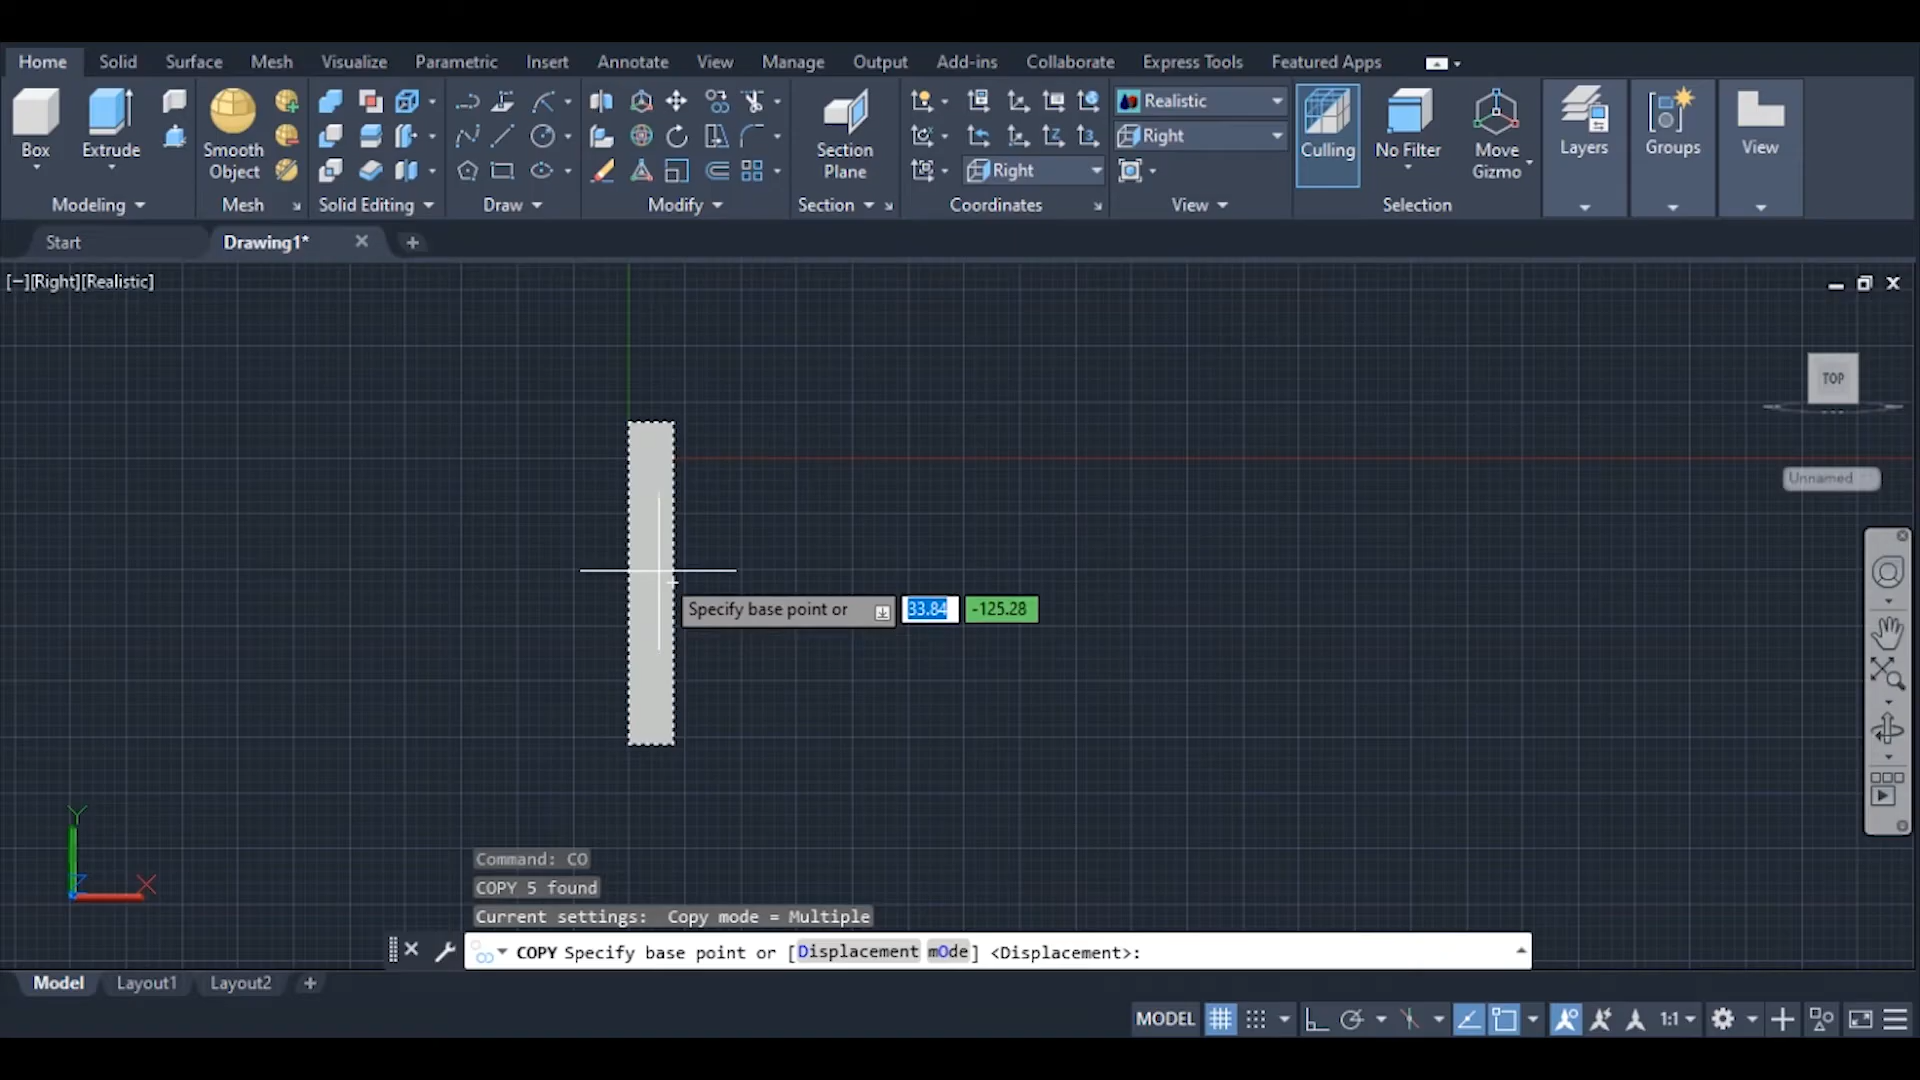 Home Solid Surface Mesh Visualize Parametric Insert Annotate View Manage Output Add-ins Collaborate Express Tools Featured Apps
Realistic
Right
Box Extrude Smooth Object Section Plane Culling No Filter Move Gizmo Layers Groups View
Right
Modeling Mesh Solid Editing Draw Modify Section Coordinates View Selection
Start Drawing1*
[−][Right][Realistic]
TOP
Unnamed
Specify base point or 33.84 -125.28
Y
Z X
Command: CO
COPY 5 found
Current settings:  Copy mode = Multiple
COPY Specify base point or [Displacement mOde] <Displacement>:
Model Layout1 Layout2
MODEL 1:1